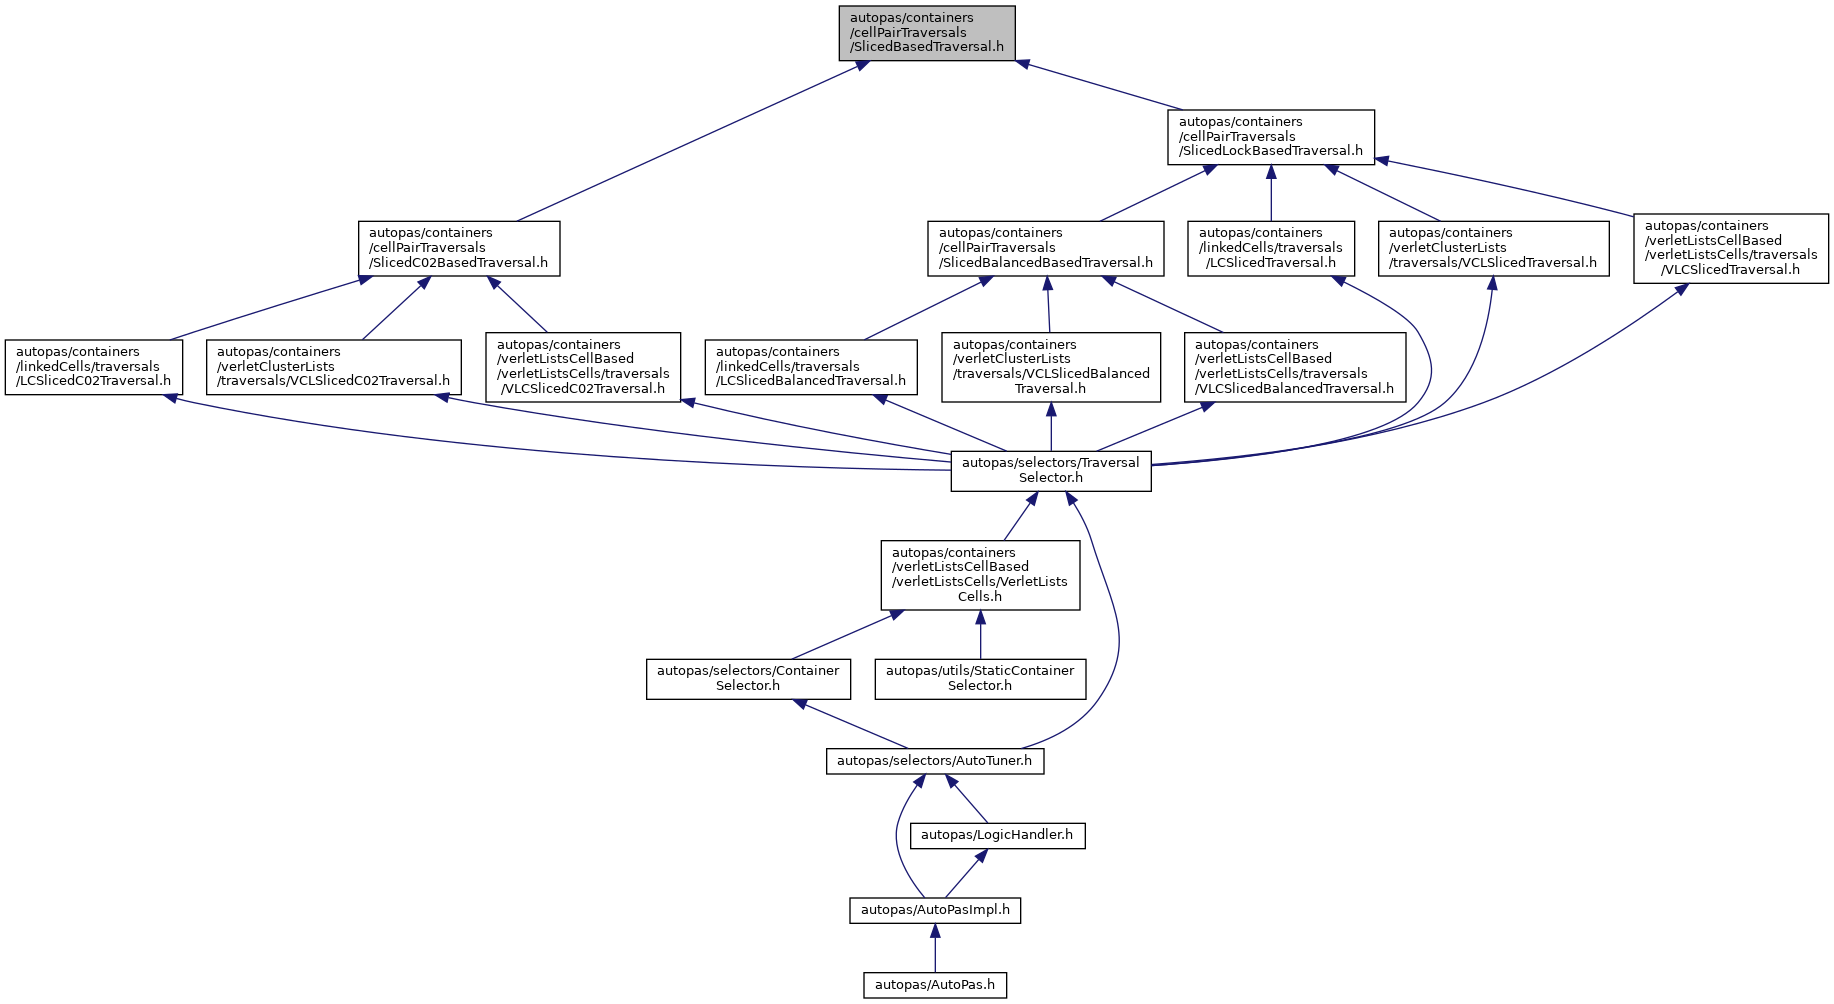 autopas/containers
/cellPairTraversals
/SlicedBasedTraversal.h
autopas/containers
/cellPairTraversals
/SlicedLockBasedTraversal.h
autopas/containers
/cellPairTraversals
/SlicedC02BasedTraversal.h
autopas/containers
/cellPairTraversals
/SlicedBalancedBasedTraversal.h
autopas/containers
/linkedCells/traversals
/LCSlicedTraversal.h
autopas/containers
/verletClusterLists
/traversals/VCLSlicedTraversal.h
autopas/containers
/verletListsCellBased
/verletListsCells/traversals
/VLCSlicedTraversal.h
autopas/containers
/linkedCells/traversals
/LCSlicedC02Traversal.h
autopas/containers
/verletClusterLists
/traversals/VCLSlicedC02Traversal.h
autopas/containers
/verletListsCellBased
/verletListsCells/traversals
/VLCSlicedC02Traversal.h
autopas/containers
/linkedCells/traversals
/LCSlicedBalancedTraversal.h
autopas/containers
/verletClusterLists
/traversals/VCLSlicedBalanced
Traversal.h
autopas/containers
/verletListsCellBased
/verletListsCells/traversals
/VLCSlicedBalancedTraversal.h
autopas/selectors/Traversal
Selector.h
autopas/containers
/verletListsCellBased
/verletListsCells/VerletLists
Cells.h
autopas/selectors/Container
Selector.h
autopas/utils/StaticContainer
Selector.h
autopas/selectors/AutoTuner.h
autopas/LogicHandler.h
autopas/AutoPasImpl.h
autopas/AutoPas.h